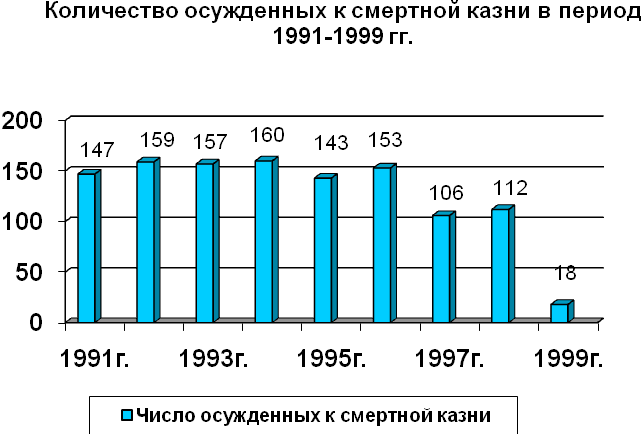 Количество осужденных к смертной казни в период
1991-1999 гг.
200
150
100
50
0
147
159
157
160
143
153
106
112
18
1991г.
1993г.
1995г.
1997г.
1999г.
Число осужденных к смертной казни